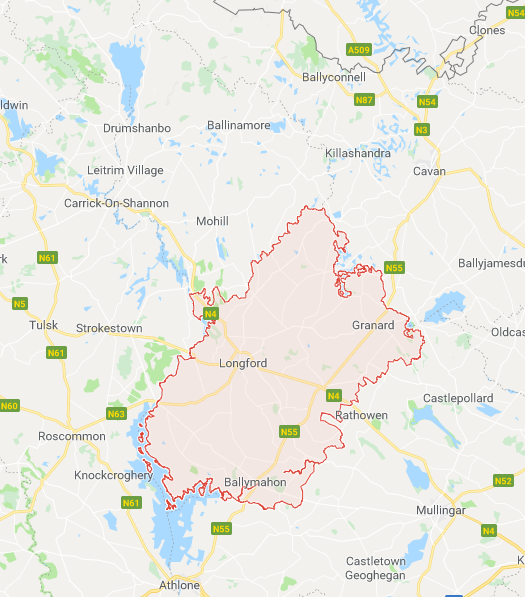 N54
Clones
A509
Ballyconnell
N87
N54
ldwin
Drumshanbo
Ballinamore
N3
Killashandra
Leitrim Village
Cavan
Carrick-On-Shannon
Mohill
N61
rk
N55
Ballyjamesdu
N5
N4
Tulsk
Strokestown
Granard
Oldcas
N61
Longford
N60
N63
N4
Castlepollard
Rathowen
Roscommon
N55
Knockcroghery
Ballymahon
N52
N61
Mullingar
N55
N4
Castletown
Geoghegan
K
Athlone